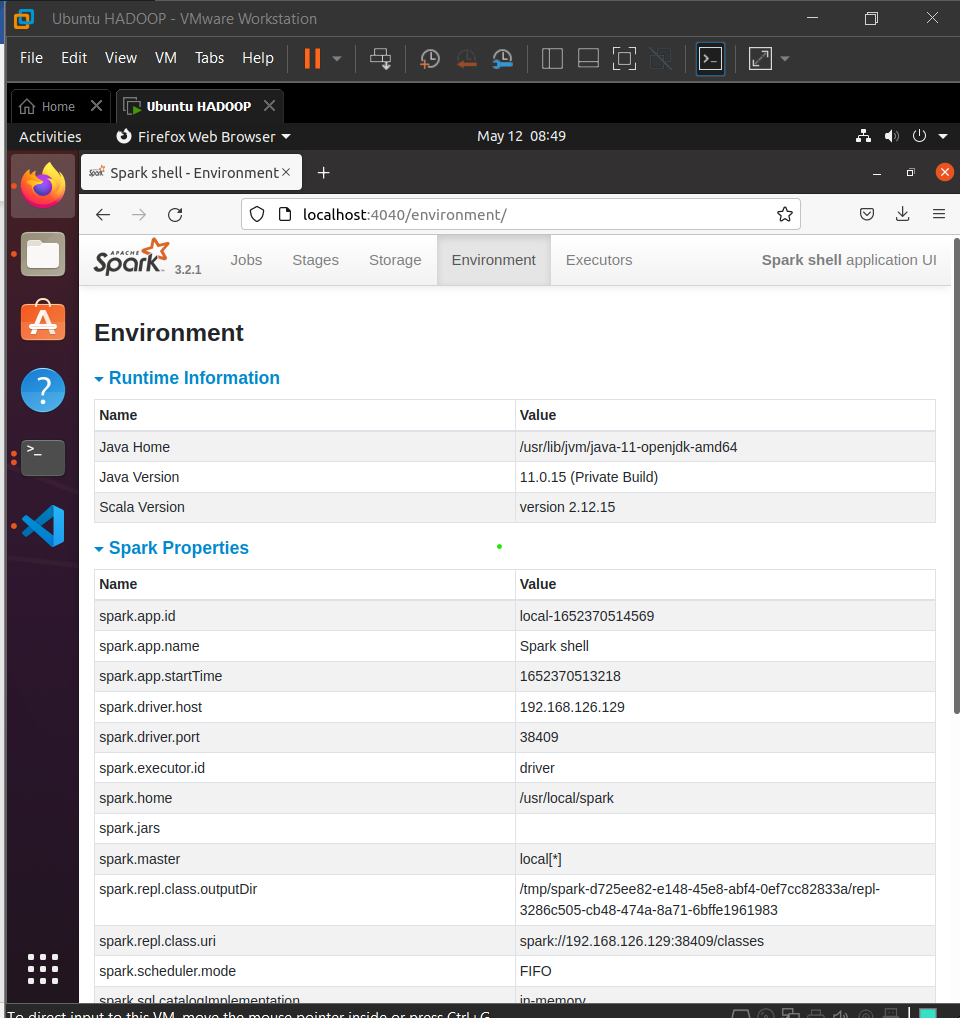 Ubuntu HADOOP - VMware Workstation
File Edit View VM Tabs Help
Home Ubuntu HADOOP
Activities Firefox Web Browser May 12 08:49
Spark shell - Environment
localhost:4040/environment/
APACHE Spark 3.2.1 Jobs Stages Storage Environment Executors Spark shell application UI
Environment
Runtime Information
Name Value
Java Home /usr/lib/jvm/java-11-openjdk-amd64
Java Version 11.0.15 (Private Build)
Scala Version version 2.12.15
Spark Properties
Name Value
spark.app.id local-1652370514569
spark.app.name Spark shell
spark.app.startTime 1652370513218
spark.driver.host 192.168.126.129
spark.driver.port 38409
spark.executor.id driver
spark.home /usr/local/spark
spark.jars
spark.master local[*]
spark.repl.class.outputDir /tmp/spark-d725ee82-e148-45e8-abf4-0ef7cc82833a/repl-
3286c505-cb48-474a-8a71-6bffe1961983
spark.repl.class.uri spark://192.168.126.129:38409/classes
spark.scheduler.mode FIFO
spark.sql.catalogImplementation in-memory
To direct input to this VM, move the mouse pointer inside or press Ctrl+G.